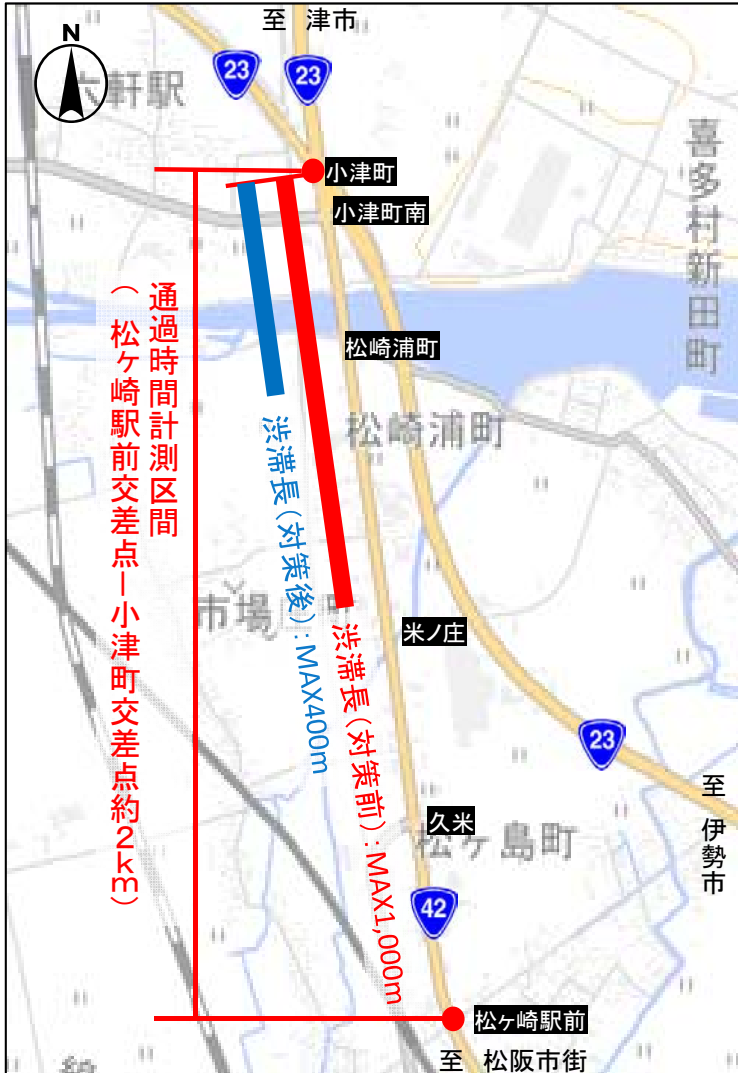 至 津市
N
23
23
六軒駅
小津町
小津町南
喜多村新田町
松崎浦町
松崎浦町
通過時間計測区間
(松ヶ崎駅前交差点ー小津町交差点約2km)
渋滞長(対策後):MAX400m
渋滞長(対策前):MAX1,000m
市場
米ノ庄
23
至 伊勢市
久米
松ヶ島町
42
松ヶ崎駅前
至 松阪市街